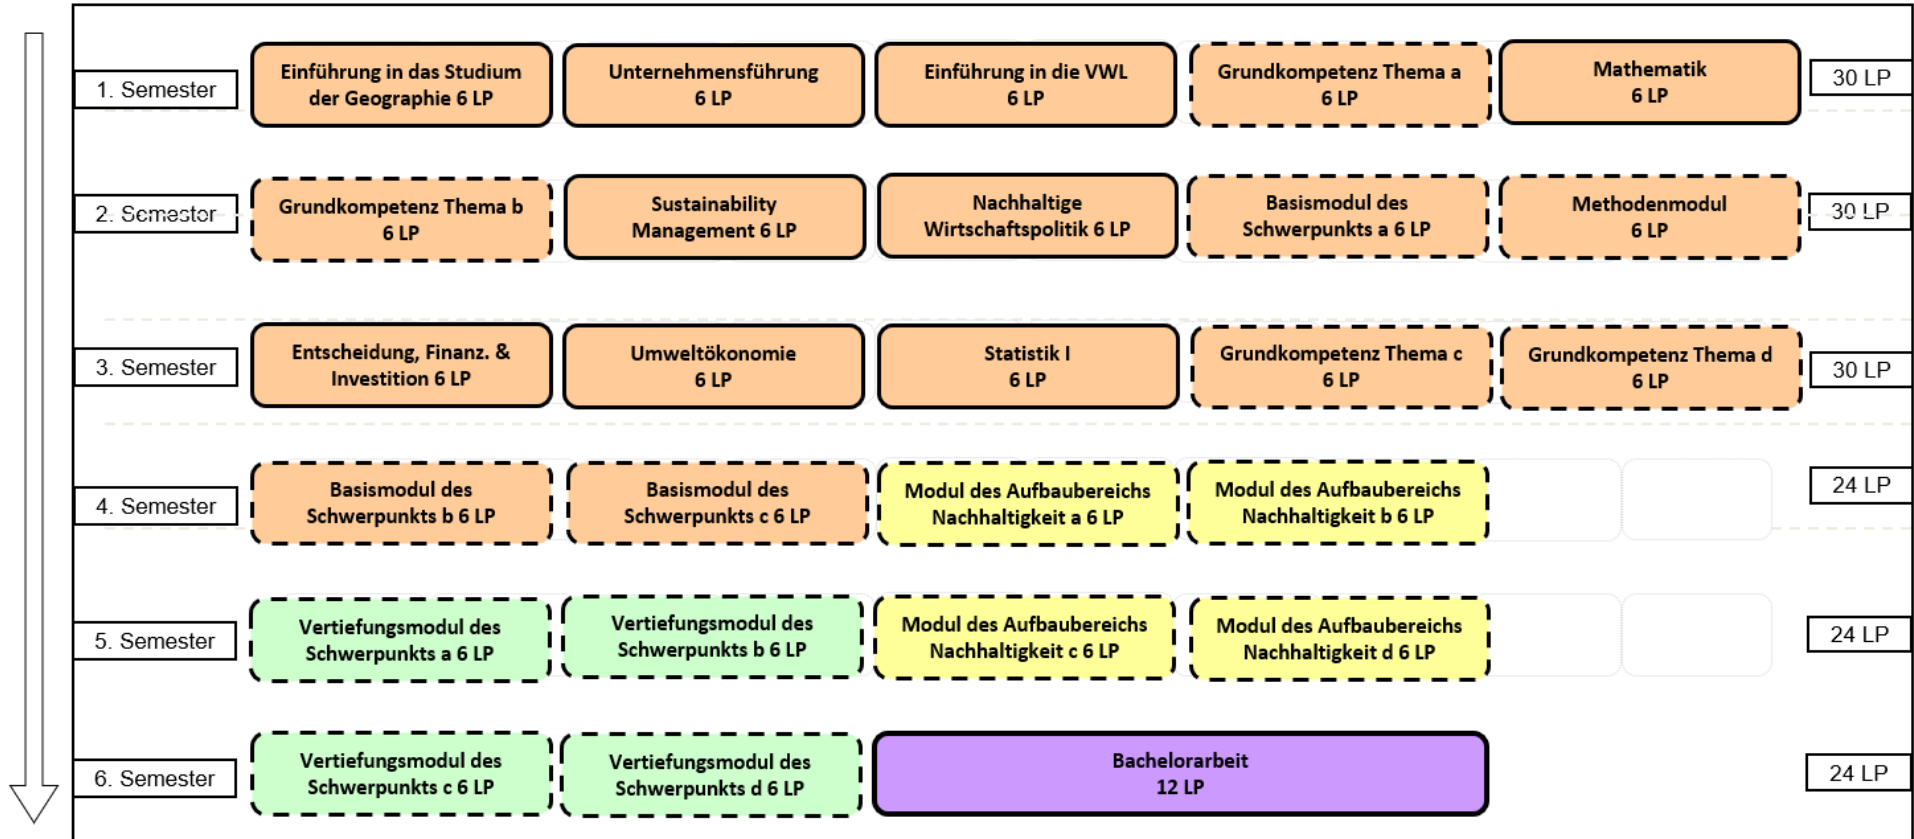 1. Semester
Einführung in das Studium
der Geographie 6 LP
Unternehmensführung
6 LP
Einführung in die VWL
6 LP
Grundkompetenz Thema a
6 LP
Mathematik
6 LP
30 LP
2. Semester
Grundkompetenz Thema b
6 LP
Sustainability
Management 6 LP
Nachhaltige
Wirtschaftspolitik 6 LP
Basismodul des
Schwerpunkts a 6 LP
Methodenmodul
6 LP
30 LP
3. Semester
Entscheidung, Finanz. &
Investition 6 LP
Umweltökonomie
6 LP
Statistik I
6 LP
Grundkompetenz Thema c
6 LP
Grundkompetenz Thema d
6 LP
30 LP
4. Semester
Basismodul des
Schwerpunkts b 6 LP
Basismodul des
Schwerpunkts c 6 LP
Modul des Aufbaubereichs
Nachhaltigkeit a 6 LP
Modul des Aufbaubereichs
Nachhaltigkeit b 6 LP
24 LP
5. Semester
Vertiefungsmodul des
Schwerpunkts a 6 LP
Vertiefungsmodul des
Schwerpunkts b 6 LP
Modul des Aufbaubereichs
Nachhaltigkeit c 6 LP
Modul des Aufbaubereichs
Nachhaltigkeit d 6 LP
24 LP
6. Semester
Vertiefungsmodul des
Schwerpunkts c 6 LP
Vertiefungsmodul des
Schwerpunkts d 6 LP
Bachelorarbeit
12 LP
24 LP